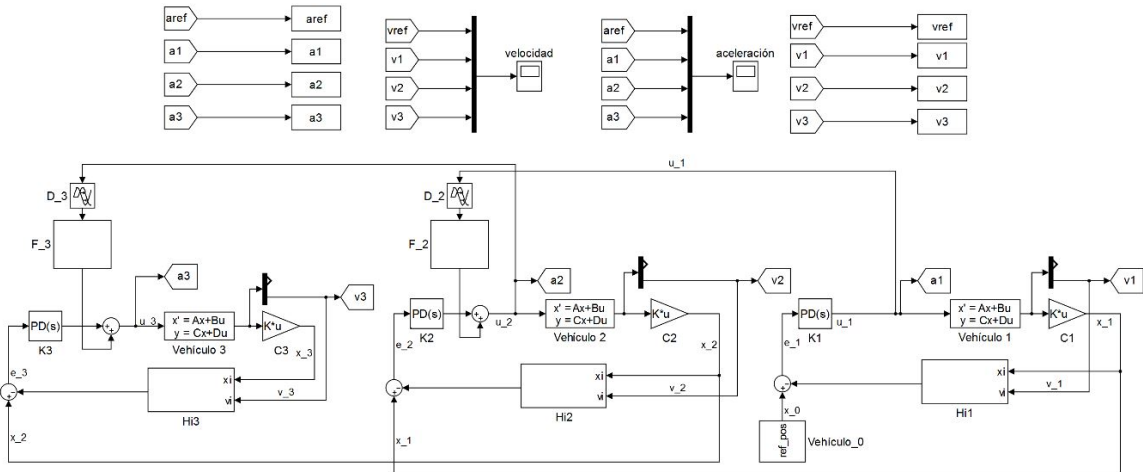 aref
aref
a1
a1
a2
a2
a3
a3
vref
v1
v2
v3
velocidad
aref
a1
a2
a3
aceleración
vref
vref
v1
v1
v2
v2
v3
v3
D_3
F_3
K3
PD(s)
u_3
a3
x' = Ax+Bu
y = Cx+Du
Vehículo 3
K*u
C3
v3
x_3
xi
vi
v_3
Hi3
e_3
x_2
D_2
F_2
K2
PD(s)
u_2
a2
x' = Ax+Bu
y = Cx+Du
Vehículo 2
K*u
C2
v2
x_2
xi
vi
v_2
Hi2
e_2
x_1
u_1
K1
PD(s)
u_1
a1
x' = Ax+Bu
y = Cx+Du
Vehículo 1
K*u
C1
v1
x_1
xi
vi
v_1
Hi1
e_1
x_0
ref_pos
Vehículo_0